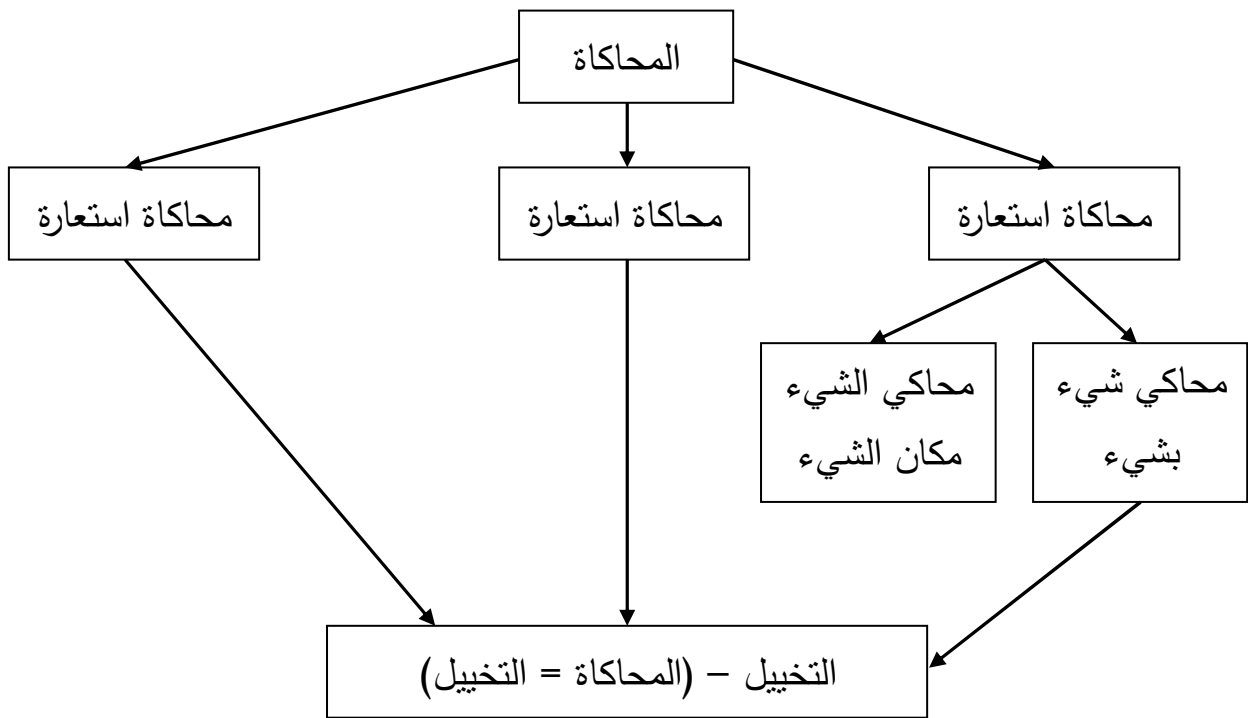 المحاكاة
محاكاة استعارة
محاكاة استعارة
محاكاة استعارة
محاكي شيء
بشيء
محاكي الشيء
مكان الشيء
التخييل – (المحاكاة = التخييل)